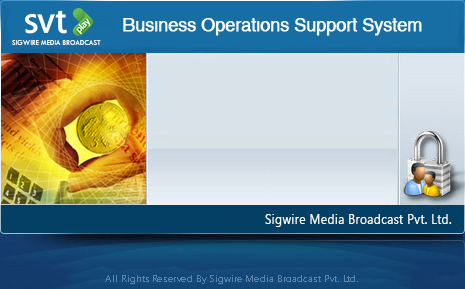 svt play
SIGWIRE MEDIA BROADCAST
Business Operations Support System
Sigwire Media Broadcast Pvt. Ltd.
All Rights Reserved By Sigwire Media Broadcast Pvt. Ltd.